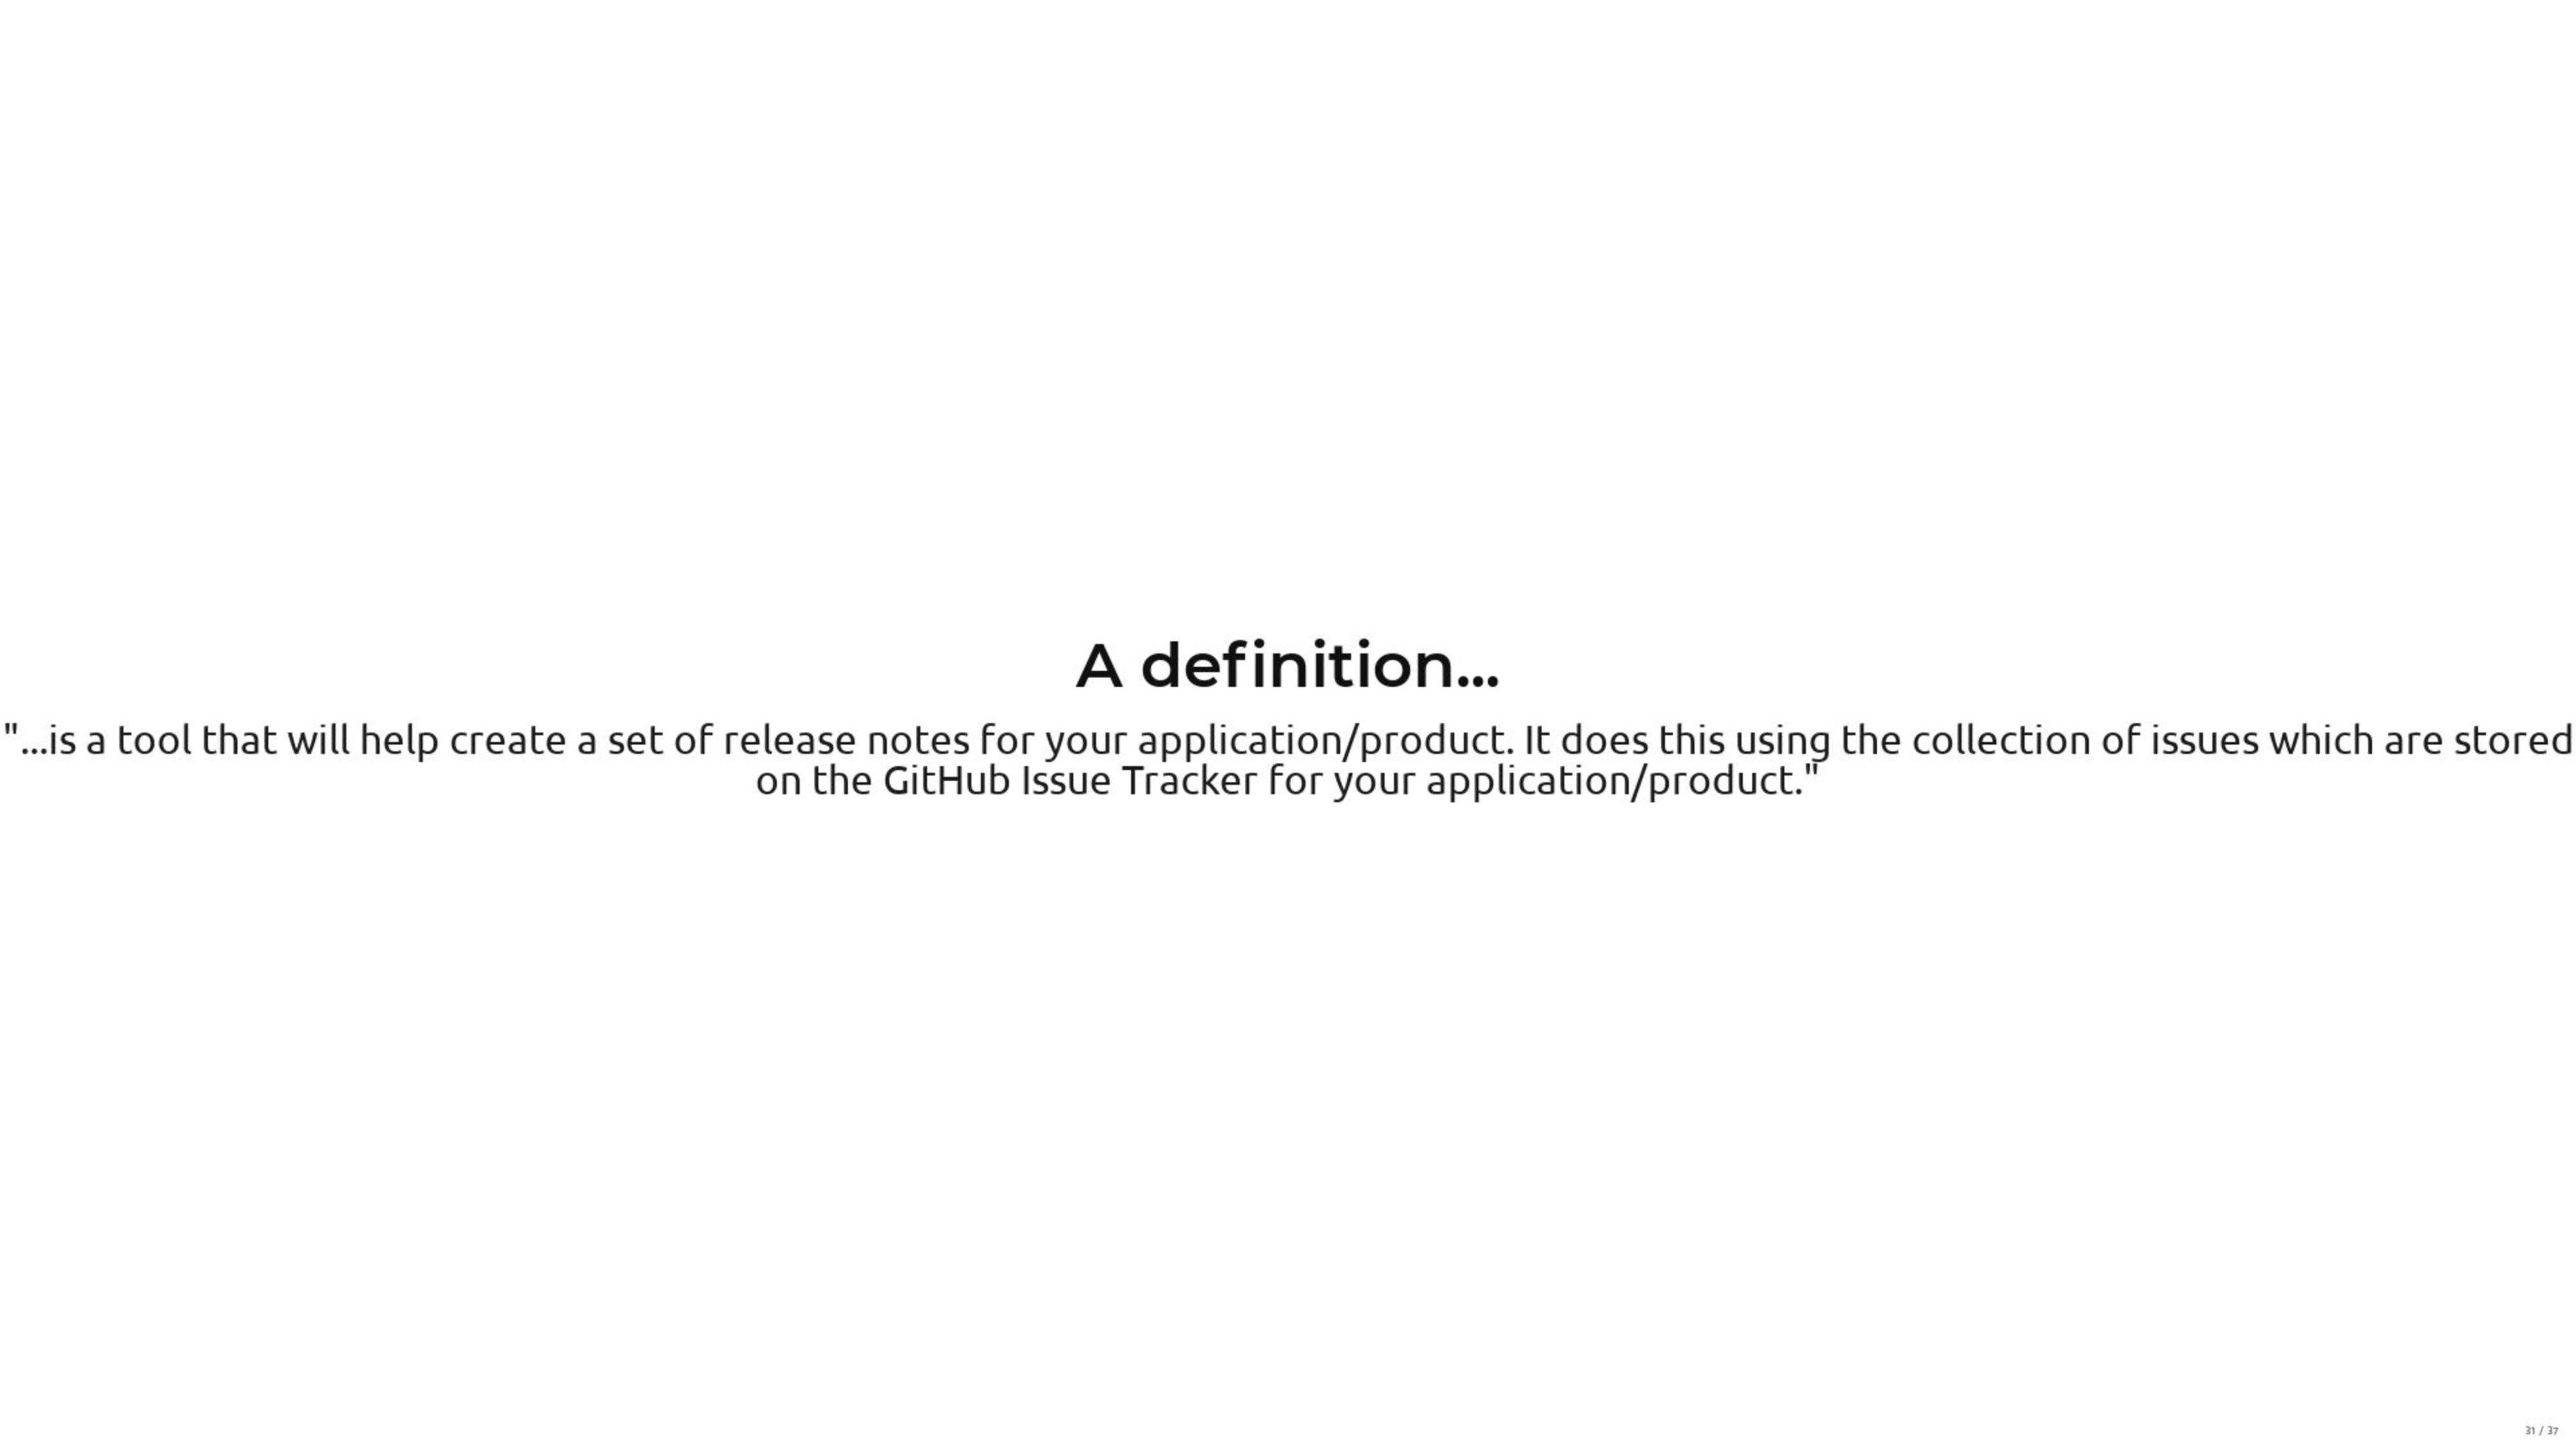 A definition...
"...is a tool that will help create a set of release notes for your application/product. It does this using the collection of issues which are stored
on the GitHub Issue Tracker for your application/product."
31 / 37